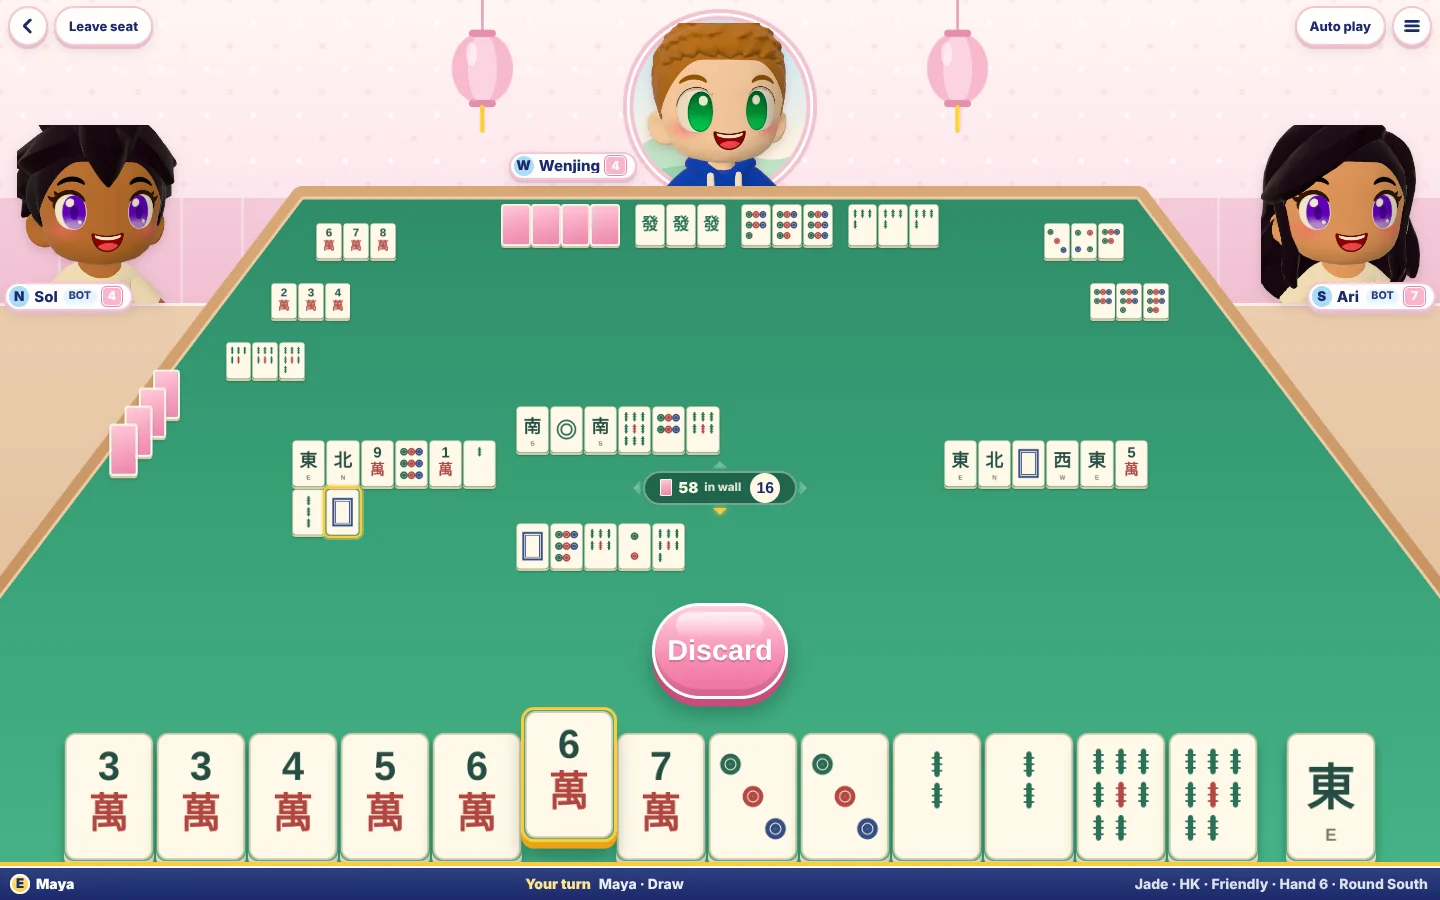 Leave seat
Auto play
W Wenjing 4
N Sol BOT 4
S Ari BOT 7
6 7 8
萬 萬 萬
發 發 發
2 3 4
萬 萬 萬
南 S 南 S
東 E 北 N 9 萬 1 萬
東 E 北 N 西 W 東 E 5 萬
58 in wall 16
Discard
3 3 4 5 6 6 7
萬 萬 萬 萬 萬 萬 萬
東
E
E Maya
Your turn Maya · Draw
Jade · HK · Friendly · Hand 6 · Round South